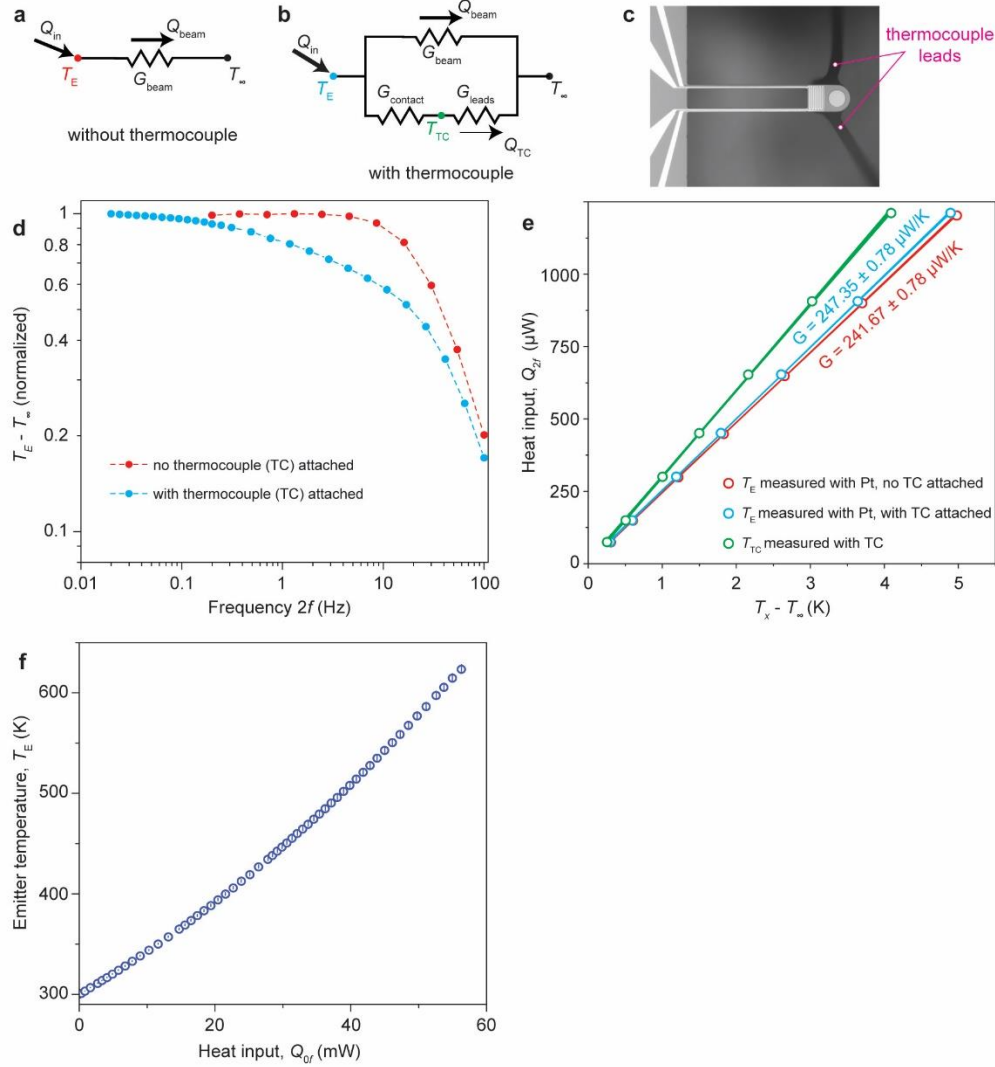 a
Q_in
Q_beam
T_E
G_beam
T_∞
without thermocouple
b
Q_beam
Q_in
G_beam
T_E
T_∞
G_contact
G_leads
T_TC
Q_TC
with thermocouple
c
thermocouple
leads
d
T_E - T_∞ (normalized)
1
0.8
0.6
0.4
0.2
0.1
no thermocouple (TC) attached
with thermocouple (TC) attached
0.01
0.1
1
10
100
Frequency 2f (Hz)
e
Heat input, Q_2f (µW)
1000
750
500
250
0
G = 247.35 ± 0.78 µW/K
G = 241.67 ± 0.78 µW/K
T_E measured with Pt, no TC attached
T_E measured with Pt, with TC attached
T_TC measured with TC
0
1
2
3
4
5
T_x - T_∞ (K)
f
Emitter temperature, T_E (K)
600
500
400
300
0
20
40
60
Heat input, Q_0f (mW)